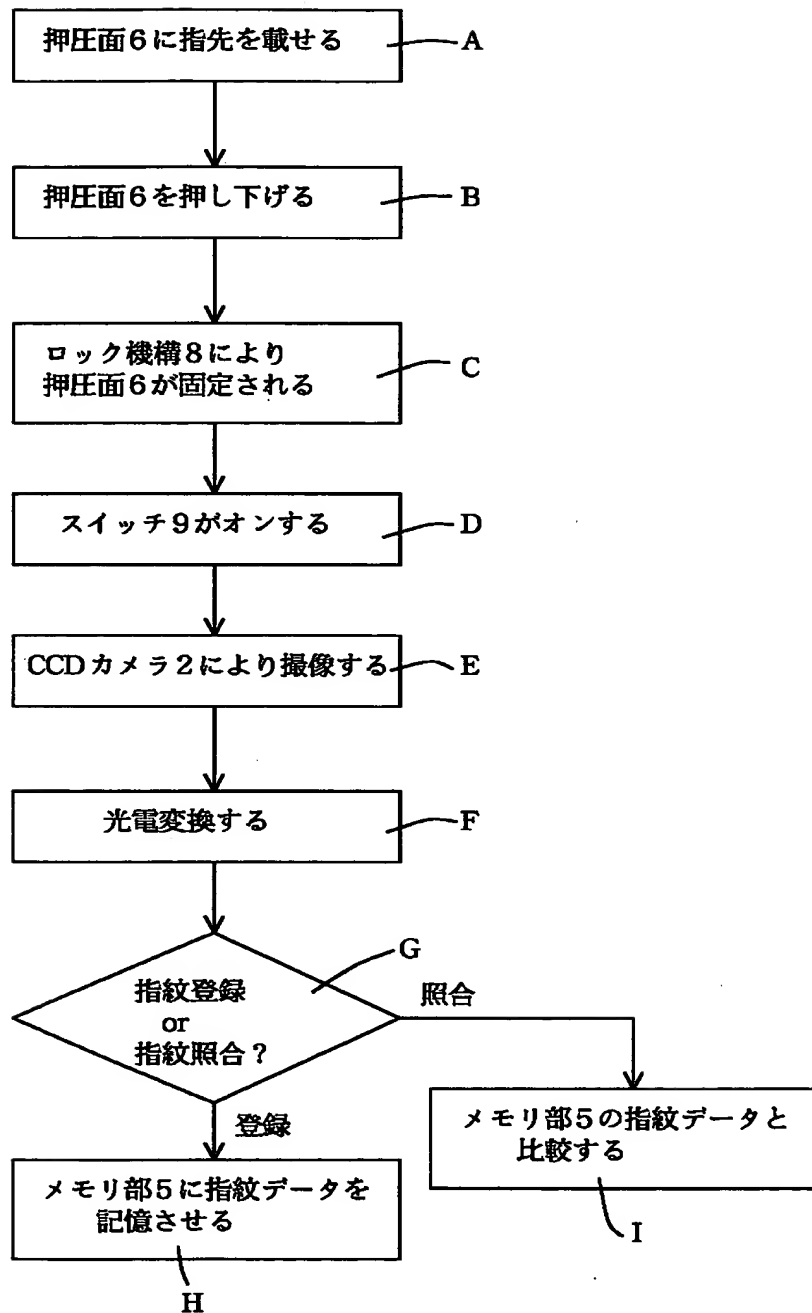 押圧面６に指先を載せる
A
押圧面６を押し下げる
B
ロック機構８により
押圧面６が固定される
C
スイッチ９がオンする
D
CCDカメラ２により撮像する
E
光電変換する
F
G
指紋登録
or
指紋照合？
照合
登録
メモリ部５の指紋データと
比較する
I
メモリ部５に指紋データを
記憶させる
H